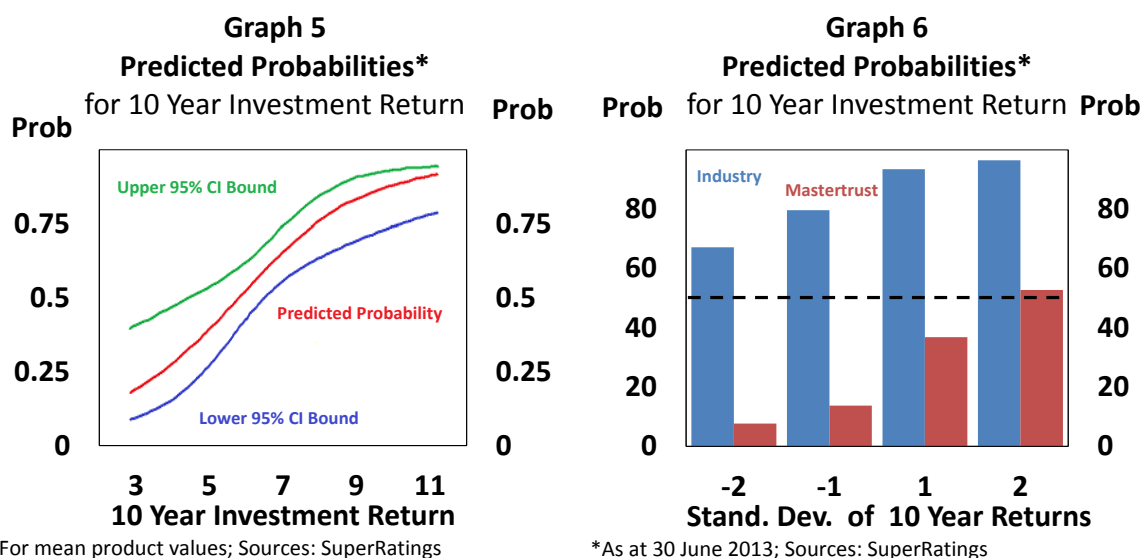 Graph 5
Predicted Probabilities*
for 10 Year Investment Return
Prob
Prob
Upper 95% CI Bound
Predicted Probability
Lower 95% CI Bound
0.75
0.5
0.25
0
0.75
0.5
0.25
0
3 5 7 9 11
10 Year Investment Return
For mean product values; Sources: SuperRatings
Graph 6
Predicted Probabilities*
for 10 Year Investment Return
Prob
Prob
Industry
Mastertrust
80
60
40
20
0
80
60
40
20
0
-2 -1 1 2
Stand. Dev. of 10 Year Returns
*As at 30 June 2013; Sources: SuperRatings